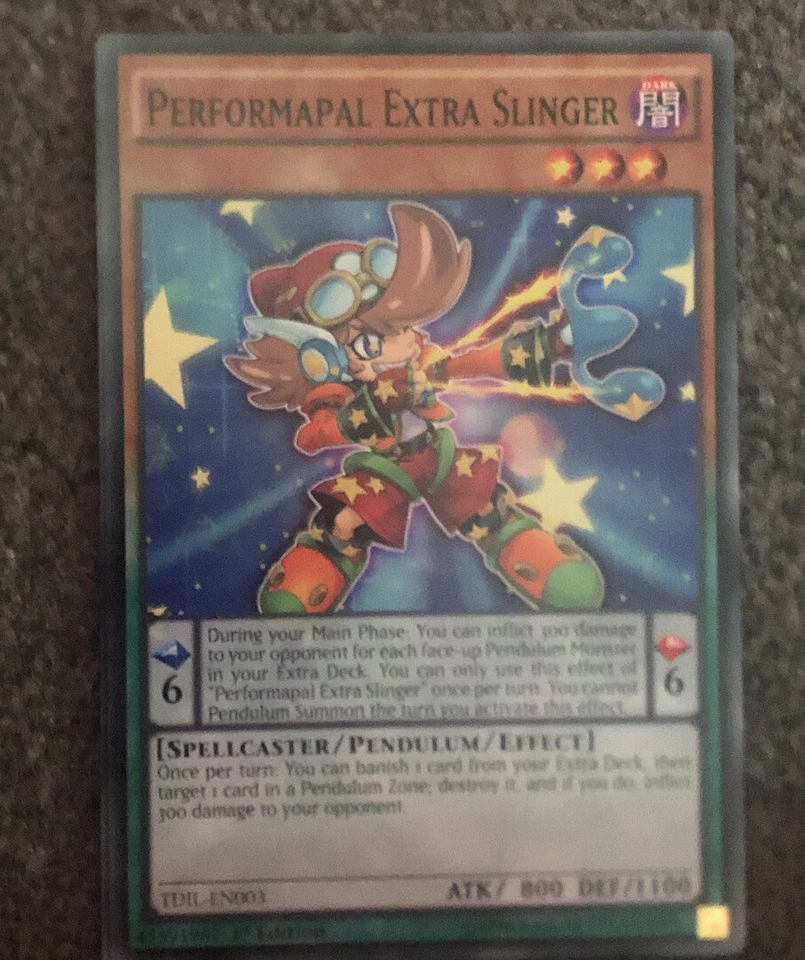 PERFORMAPAL EXTRA SLINGER
DARK
闇
6
During your Main Phase: You can inflict 300 damage
to your opponent for each face-up Pendulum Monster
in your Extra Deck. You can only use this effect of
"Performapal Extra Slinger" once per turn. You cannot
Pendulum Summon the turn you activate this effect.
6
[SPELLCASTER/PENDULUM/EFFECT]
Once per turn: You can banish 1 card from your Extra Deck, then
target 1 card in a Pendulum Zone; destroy it, and if you do, inflict
300 damage to your opponent.
ATK/ 800 DEF/1100
TDIL-EN003
1st Edition